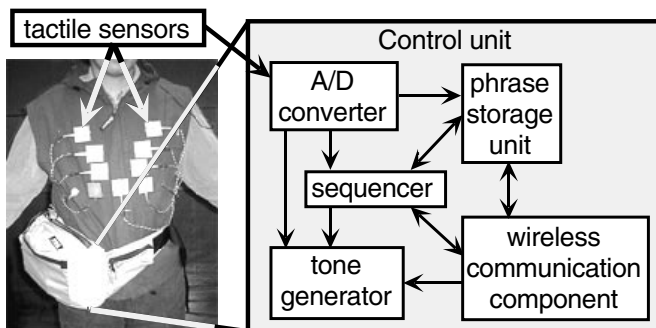 tactile sensors
Control unit
A/D
converter
phrase
storage
unit
sequencer
tone
generator
wireless
communication
component